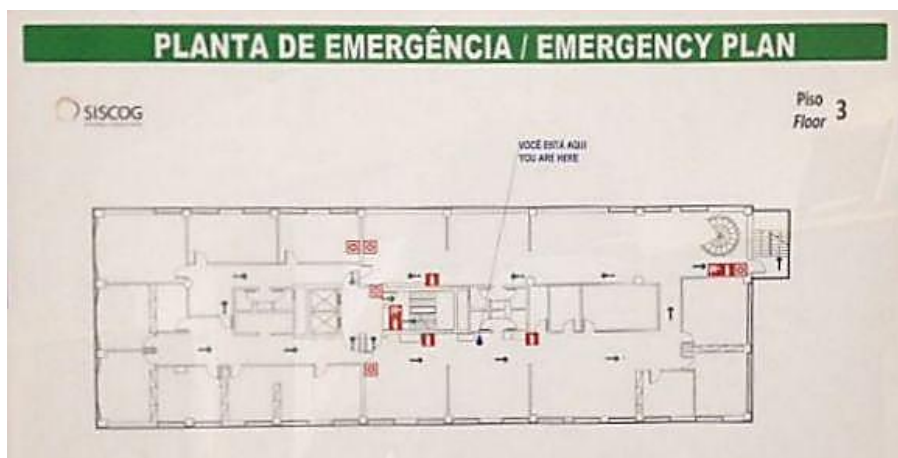 PLANTA DE EMERGÊNCIA / EMERGENCY PLAN
SISCOG
Piso
Floor 3
VOCÊ ESTÁ AQUI
YOU ARE HERE